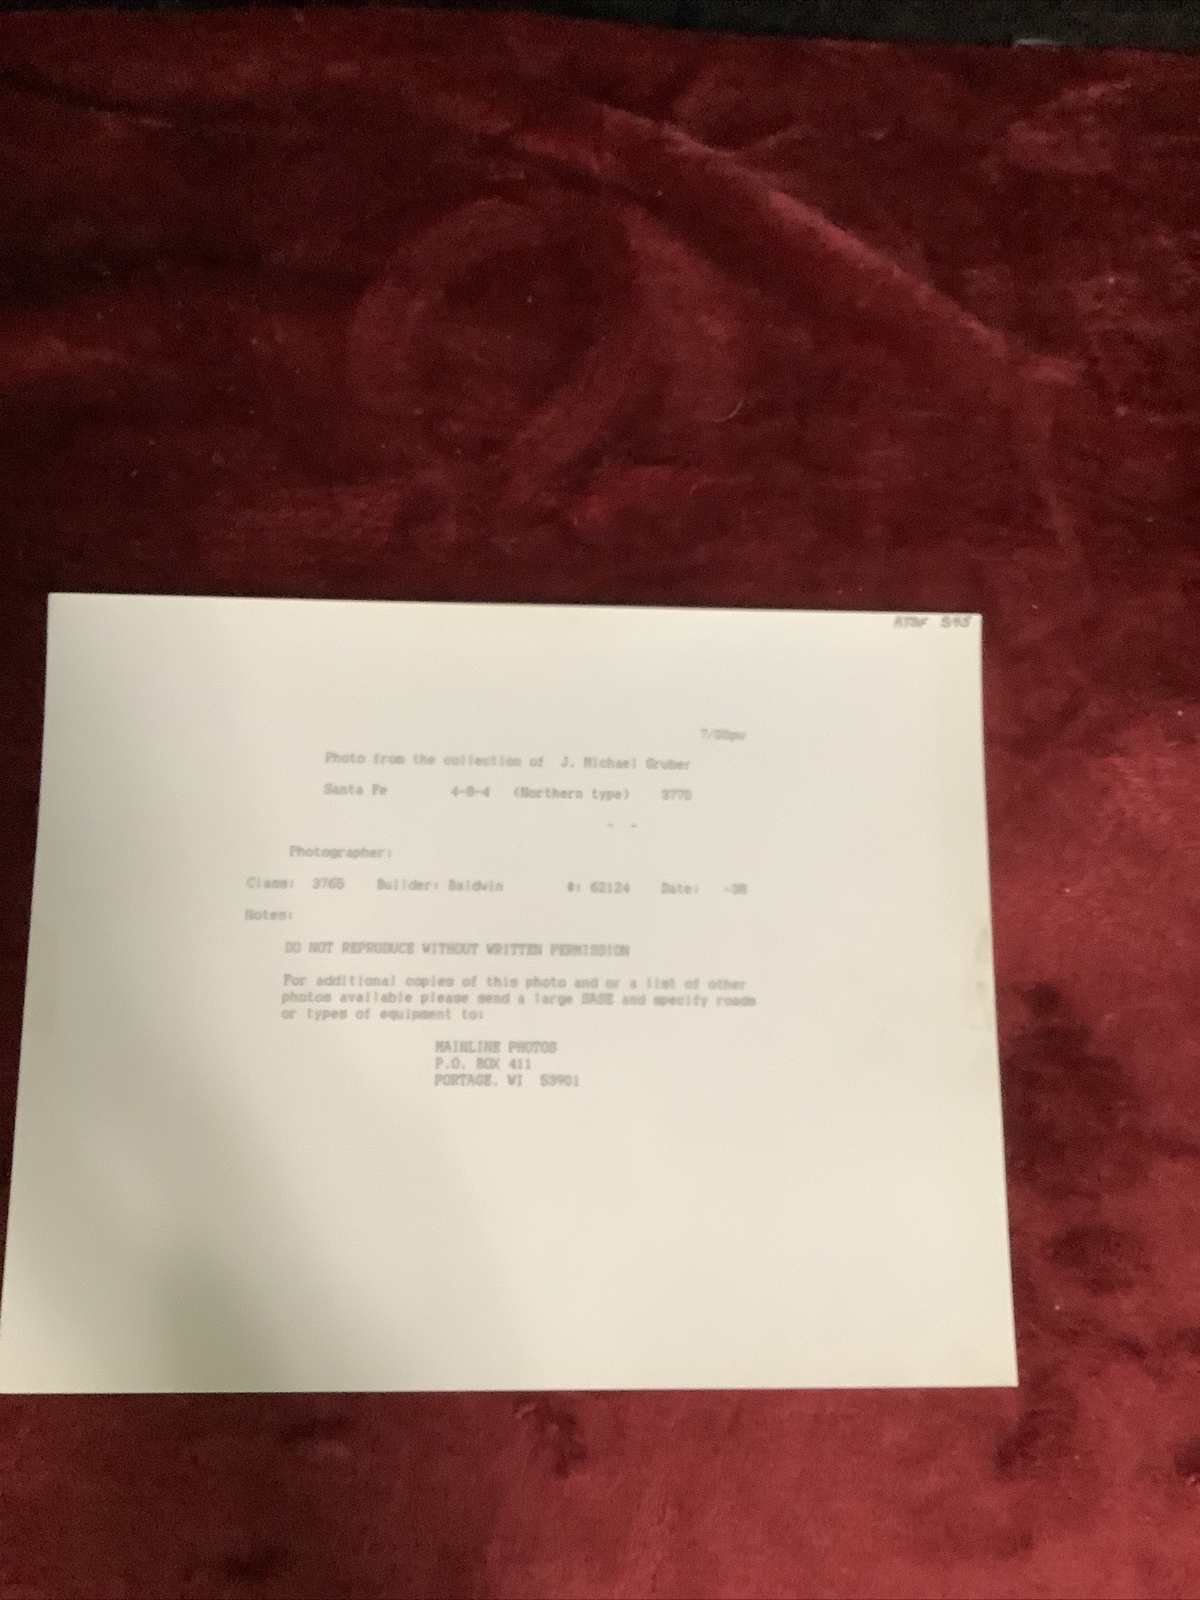 ATSF
Photo from the collection of J. Michael Gruber
Santa Fe 4-8-4 (Northern type) 3770
- -
Photographer:
Class: 3765 Builder: Baldwin #: 62124 Date: -38
Notes:
DO NOT REPRODUCE WITHOUT WRITTEN PERMISSION
For additional copies of this photo and or a list of other
photos available please send a large SASE and specify roads
or types of equipment to:
MAINLINE PHOTOS
P.O. BOX 411
PORTAGE, WI 53901